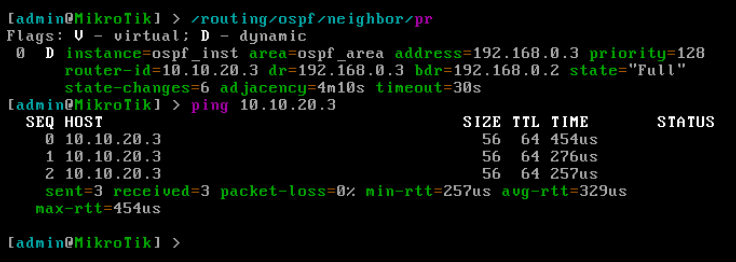 [admin@MikroTik] > /routing/ospf/neighbor/pr
Flags: V - virtual; D - dynamic
0 D instance=ospf_inst area=ospf_area address=192.168.0.3 priority=128
router-id=10.10.20.3 dr=192.168.0.3 bdr=192.168.0.2 state="Full"
state-changes=6 adjacency=4m10s timeout=30s
[admin@MikroTik] > ping 10.10.20.3
SEQ HOST SIZE TTL TIME STATUS
0 10.10.20.3 56 64 454us
1 10.10.20.3 56 64 276us
2 10.10.20.3 56 64 257us
sent=3 received=3 packet-loss=0% min-rtt=257us avg-rtt=329us
max-rtt=454us
[admin@MikroTik] >